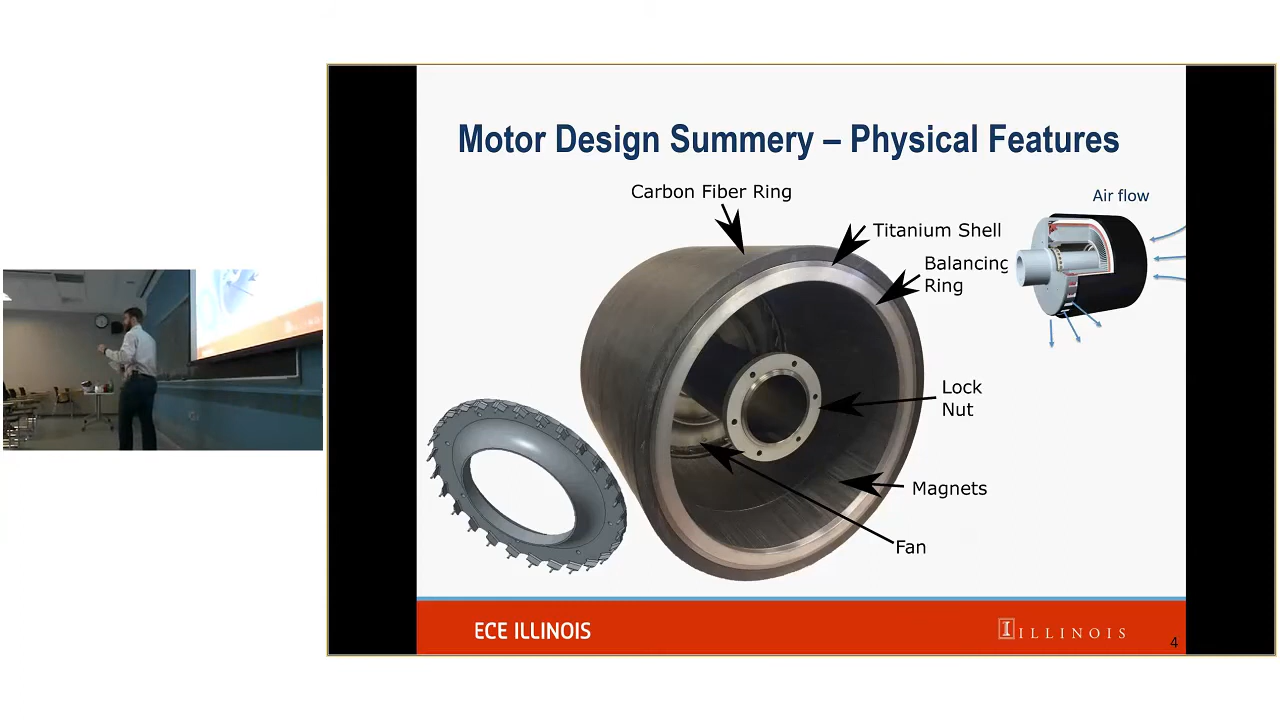 Motor Design Summery – Physical Features
Carbon Fiber Ring
Air flow
Titanium Shell
Balancing
Ring
Lock
Nut
Magnets
Fan
ECE ILLINOIS
I ILLINOIS
4